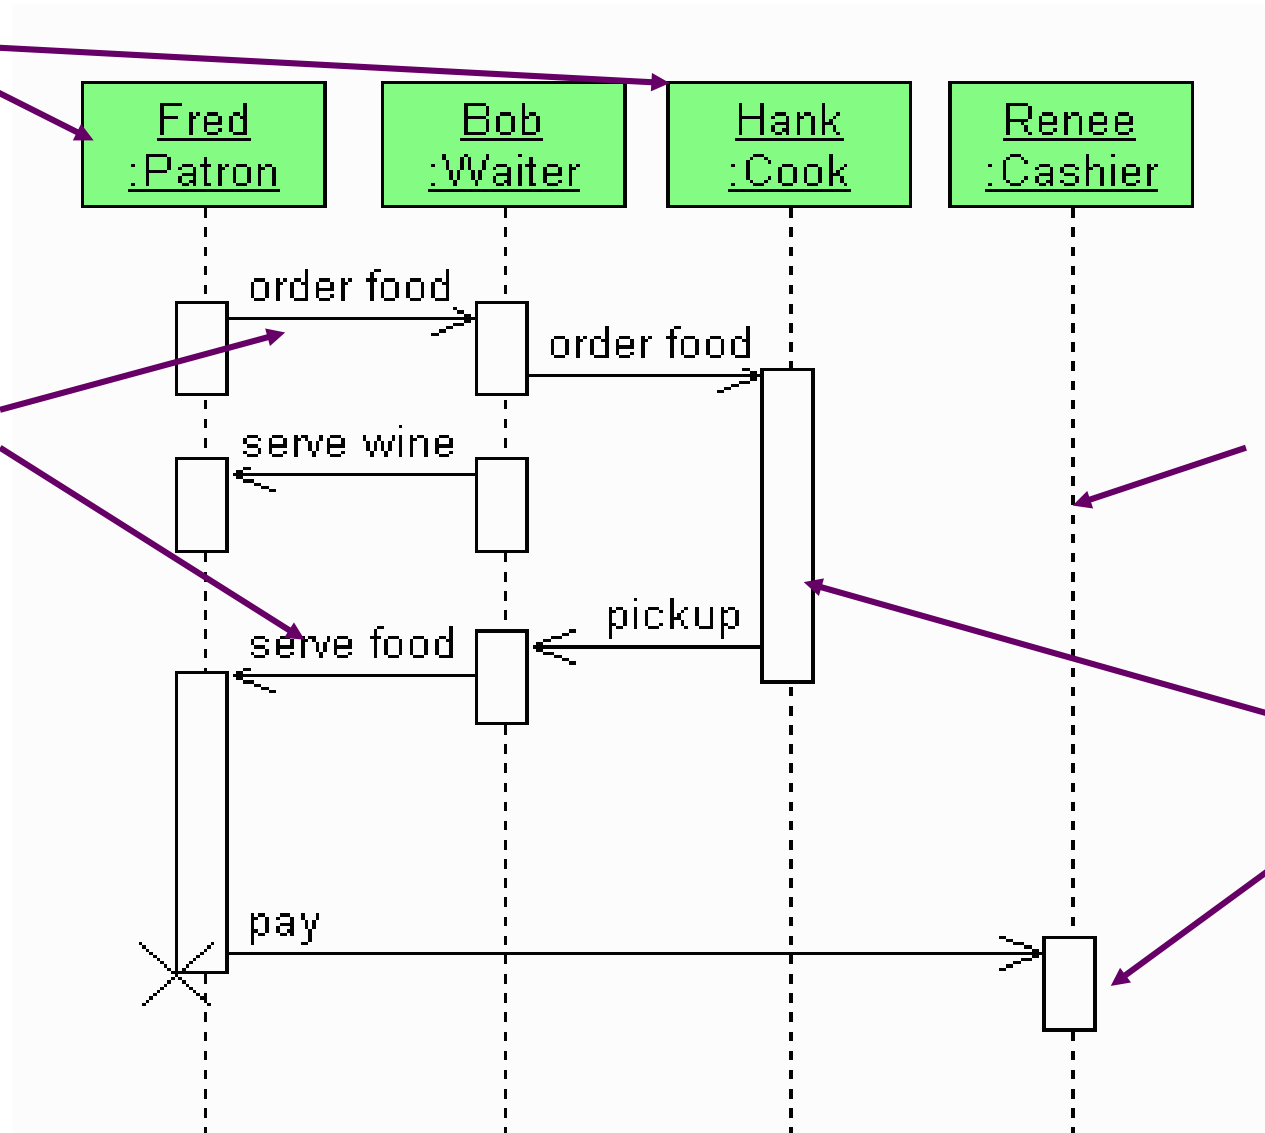 Fred
:Patron
Bob
:Waiter
Hank
:Cook
Renee
:Cashier
order food
order food
serve wine
pickup
serve food
pay